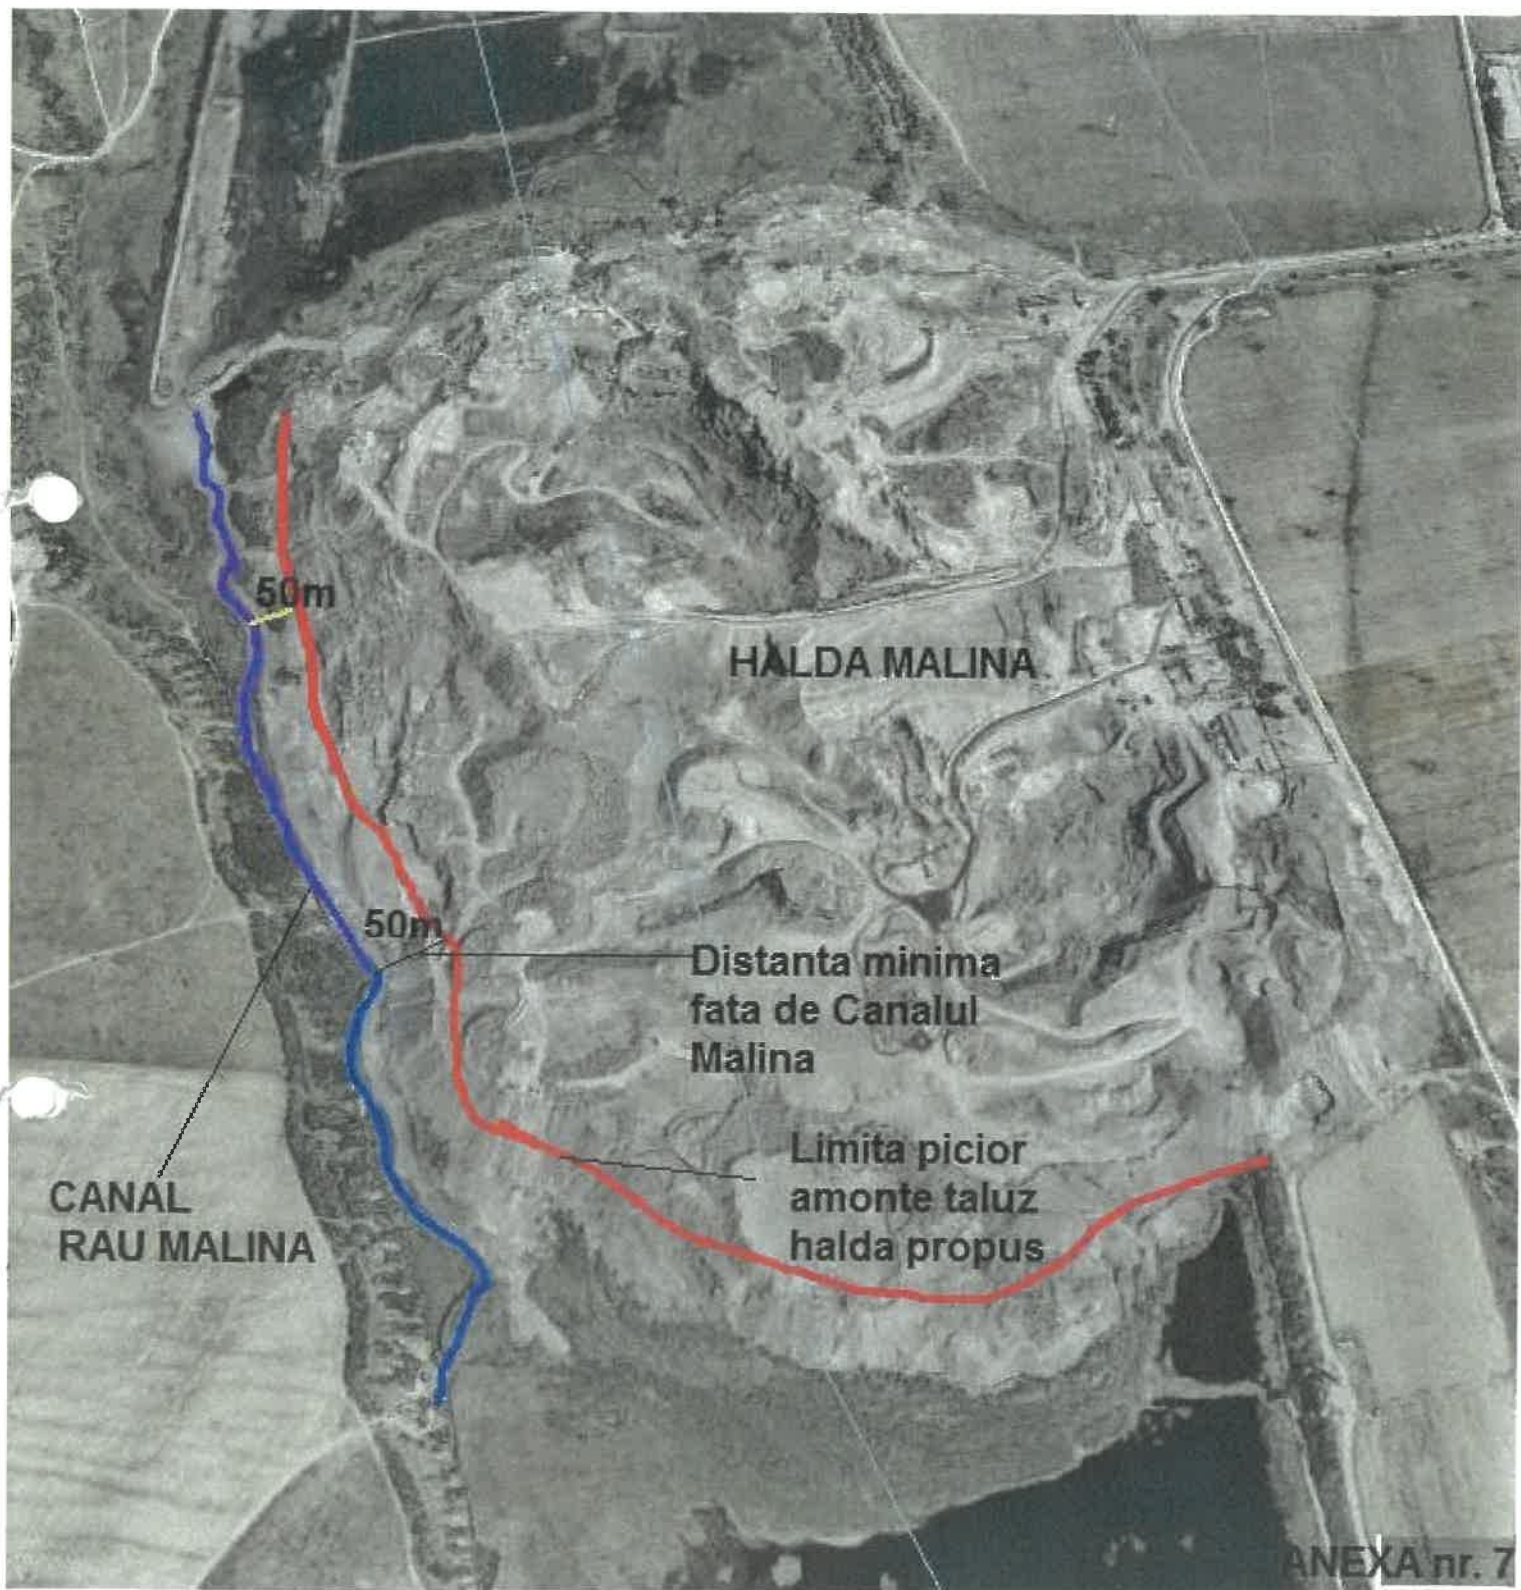 50m
HALDA MALINA
50m
Distanta minima
fata de Canalul
Malina
Limita picior
amonte taluz
halda propus
CANAL
RAU MALINA
ANEXA nr. 7